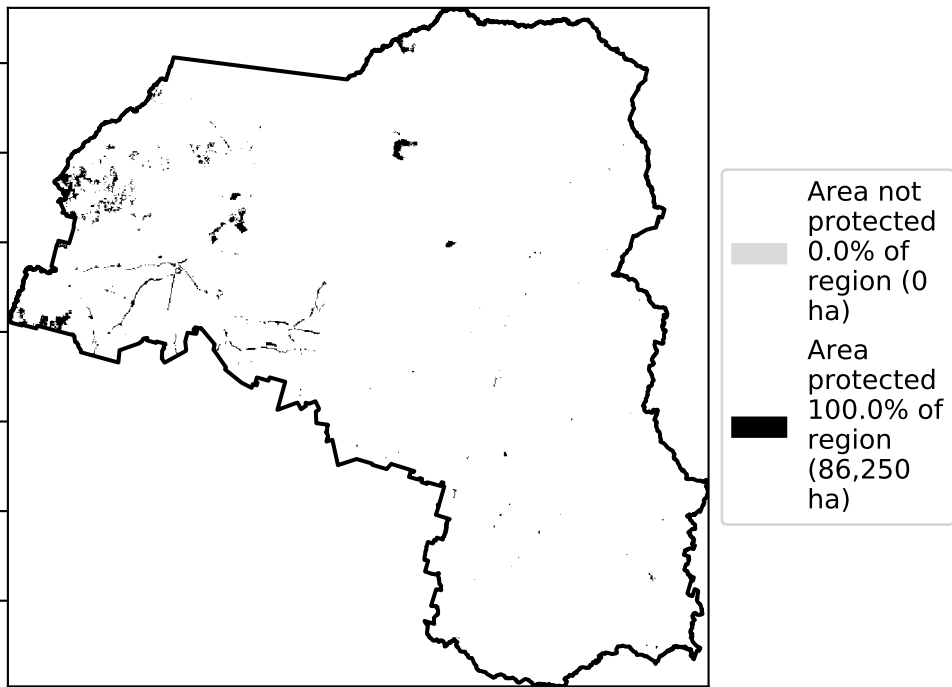 Area not
protected
0.0% of
region (0
ha)
Area
protected
100.0% of
region
(86,250
ha)